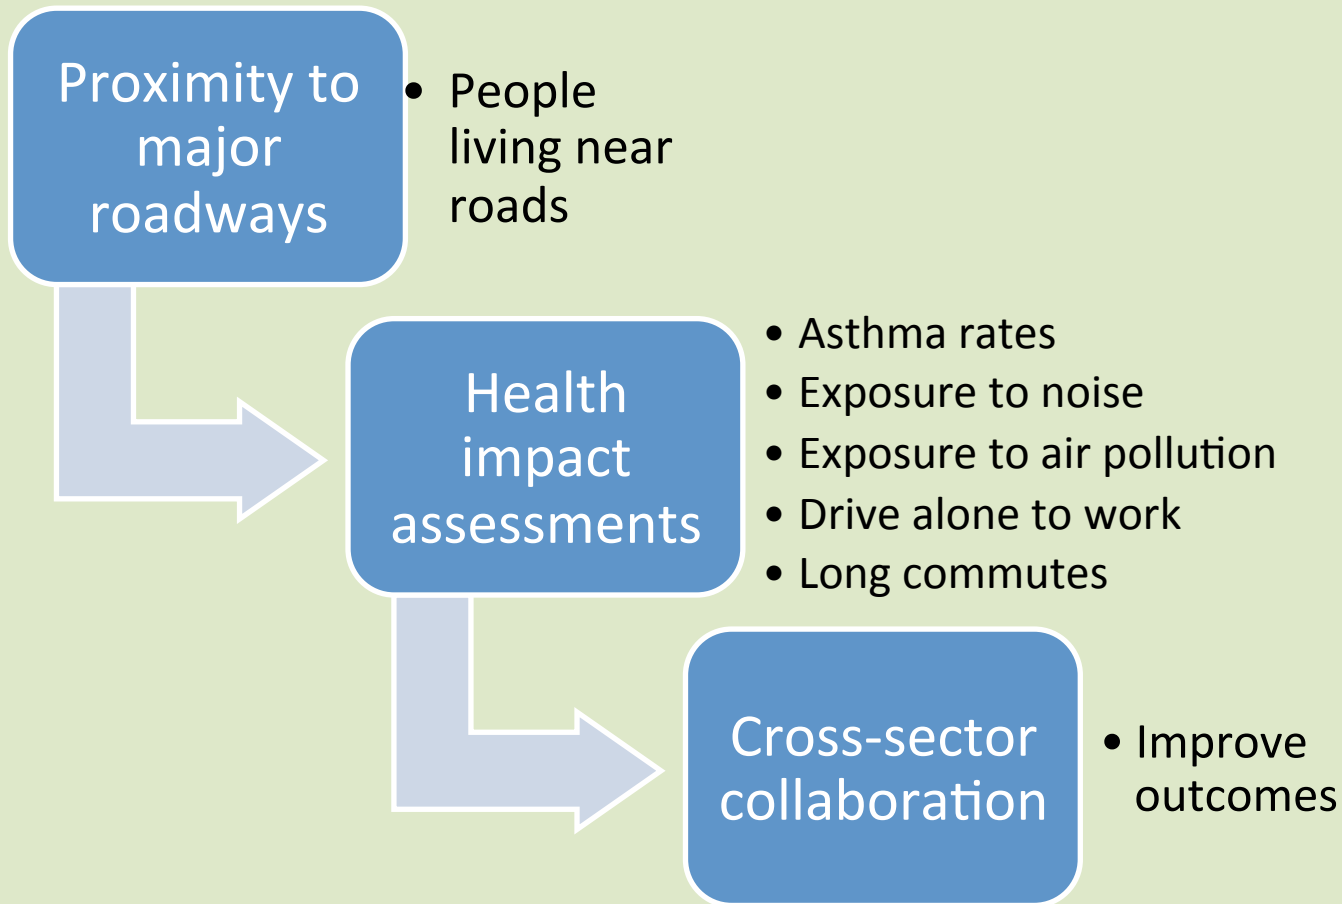 Proximity to
major
roadways
• People
living near
roads
Health
impact
assessments
• Asthma rates
• Exposure to noise
• Exposure to air pollution
• Drive alone to work
• Long commutes
Cross-sector
collaboration
• Improve
outcomes